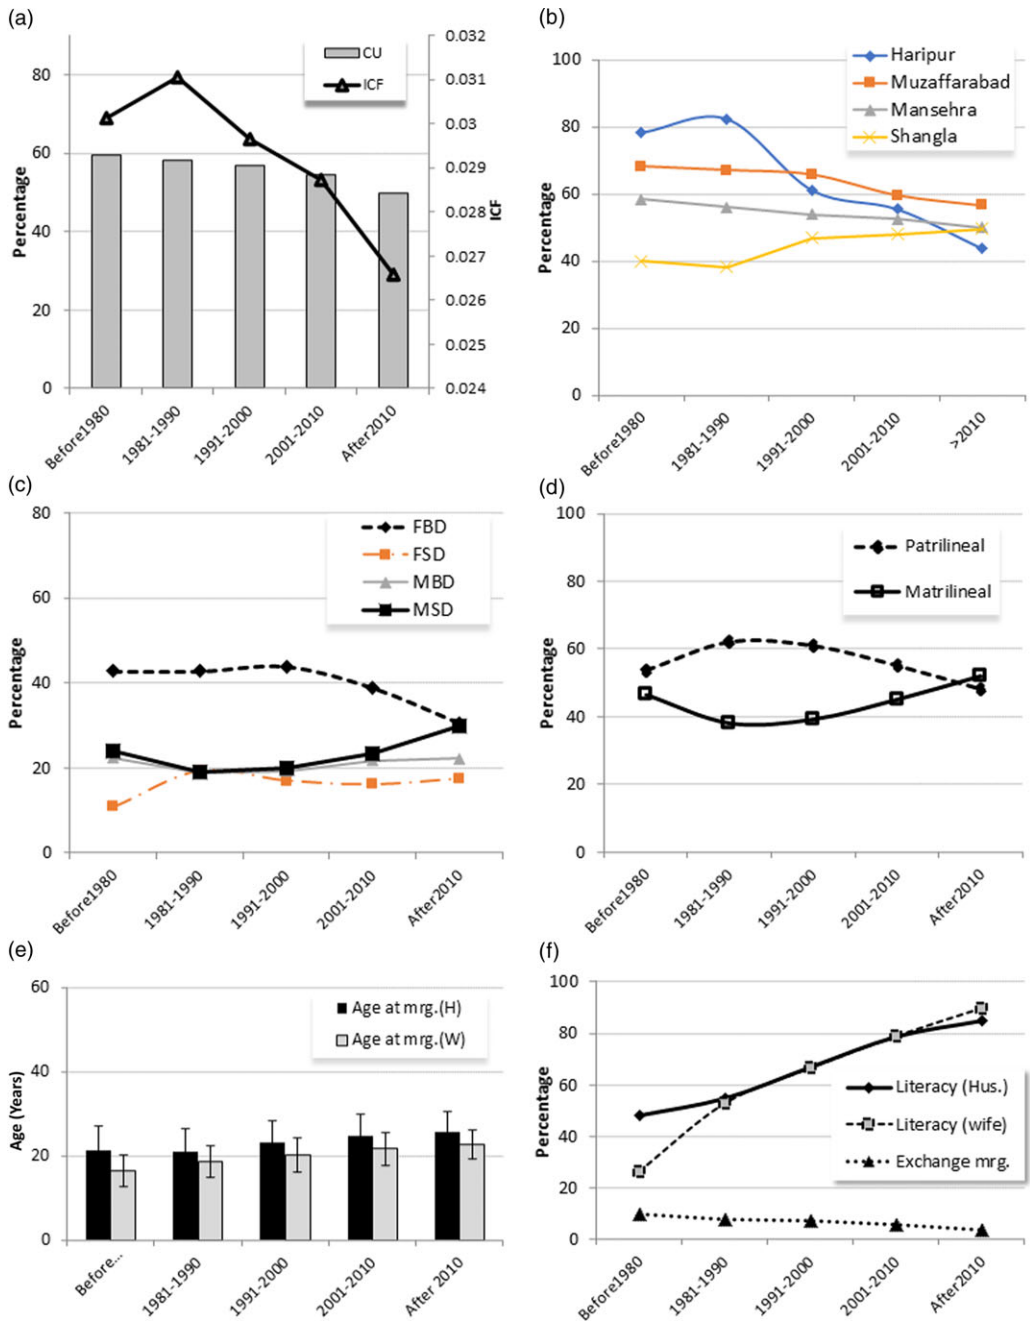 (a)
CU
ICF
Percentage
80
60
40
20
0
0.032
0.031
0.03
0.029
0.028
0.027
0.026
0.025
0.024
ICF
Before1980
1981-1990
1991-2000
2001-2010
After2010
(b)
Haripur
Muzaffarabad
Mansehra
Shangla
Percentage
100
80
60
40
20
0
Before1980
1981-1990
1991-2000
2001-2010
>2010
(c)
FBD
FSD
MBD
MSD
Percentage
80
60
40
20
0
Before1980
1981-1990
1991-2000
2001-2010
After2010
(d)
Patrilineal
Matrilineal
Percentage
100
80
60
40
20
0
Before1980
1981-1990
1991-2000
2001-2010
After2010
(e)
Age at mrg.(H)
Age at mrg.(W)
Age (Years)
60
40
20
0
Before...
1981-1990
1991-2000
2001-2010
After 2010
(f)
Literacy (Hus.)
Literacy (wife)
Exchange mrg.
Percentage
100
80
60
40
20
0
Before1980
1981-1990
1991-2000
2001-2010
After2010